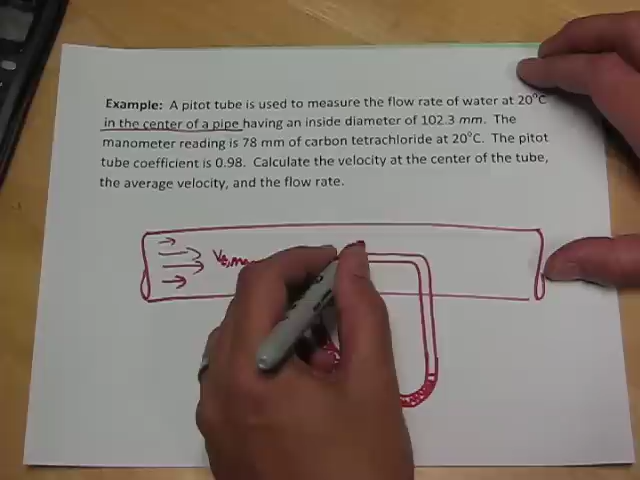 Example: A pitot tube is used to measure the flow rate of water at 20°C
in the center of a pipe having an inside diameter of 102.3 mm. The
manometer reading is 78 mm of carbon tetrachloride at 20°C. The pitot
tube coefficient is 0.98. Calculate the velocity at the center of the tube,
the average velocity, and the flow rate.